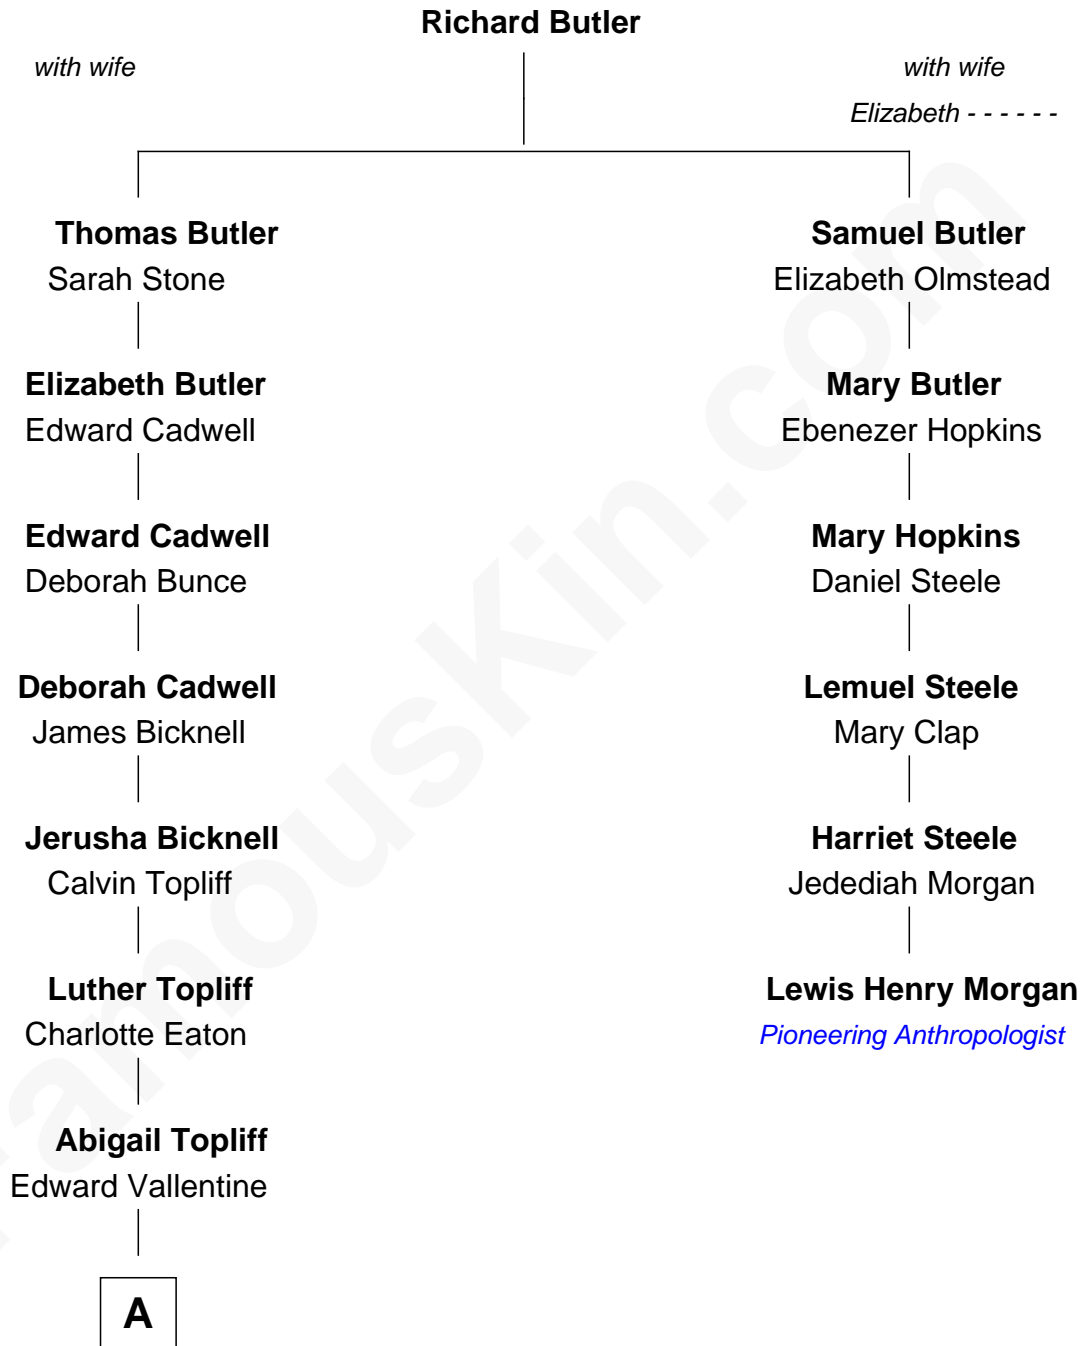 Richard Butler
with wife
with wife
Elizabeth - - - - - -
Thomas Butler
Sarah Stone
Samuel Butler
Elizabeth Olmstead
Elizabeth Butler
Edward Cadwell
Mary Butler
Ebenezer Hopkins
Edward Cadwell
Deborah Bunce
Mary Hopkins
Daniel Steele
Deborah Cadwell
James Bicknell
Lemuel Steele
Mary Clap
Jerusha Bicknell
Calvin Topliff
Harriet Steele
Jedediah Morgan
Luther Topliff
Charlotte Eaton
Lewis Henry Morgan
Pioneering Anthropologist
Abigail Topliff
Edward Vallentine
A
FamousKin.com